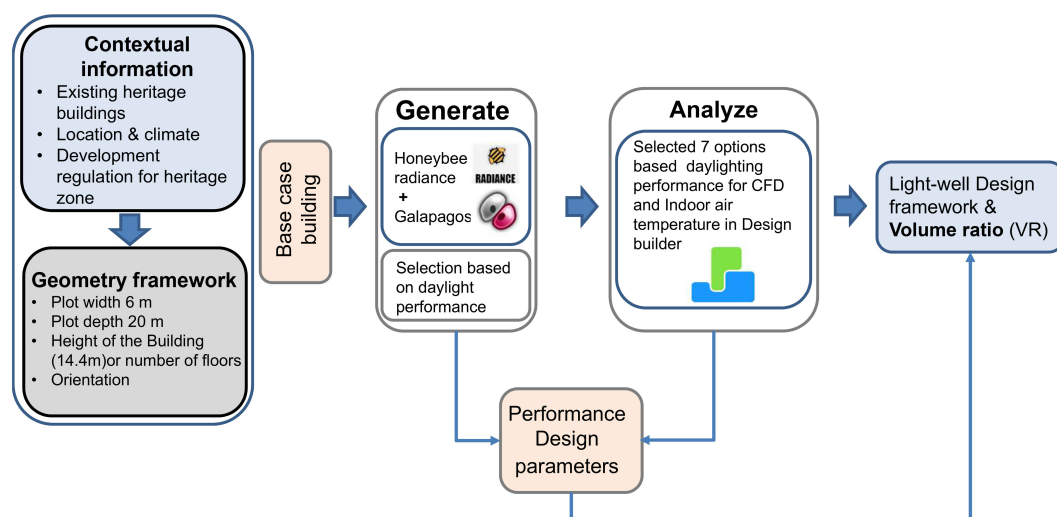 Contextual
information
• Existing heritage
buildings
• Location & climate
• Development
regulation for heritage
zone
Geometry framework
• Plot width 6 m
• Plot depth 20 m
• Height of the Building
(14.4m)or number of floors
• Orientation
Base case
building
Generate
Honeybee
radiance
+
Galapagos
RADIANCE
Selection based
on daylight
performance
Analyze
Selected 7 options
based daylighting
performance for CFD
and Indoor air
temperature in Design
builder
Light-well Design
framework &
Volume ratio (VR)
Performance
Design
parameters